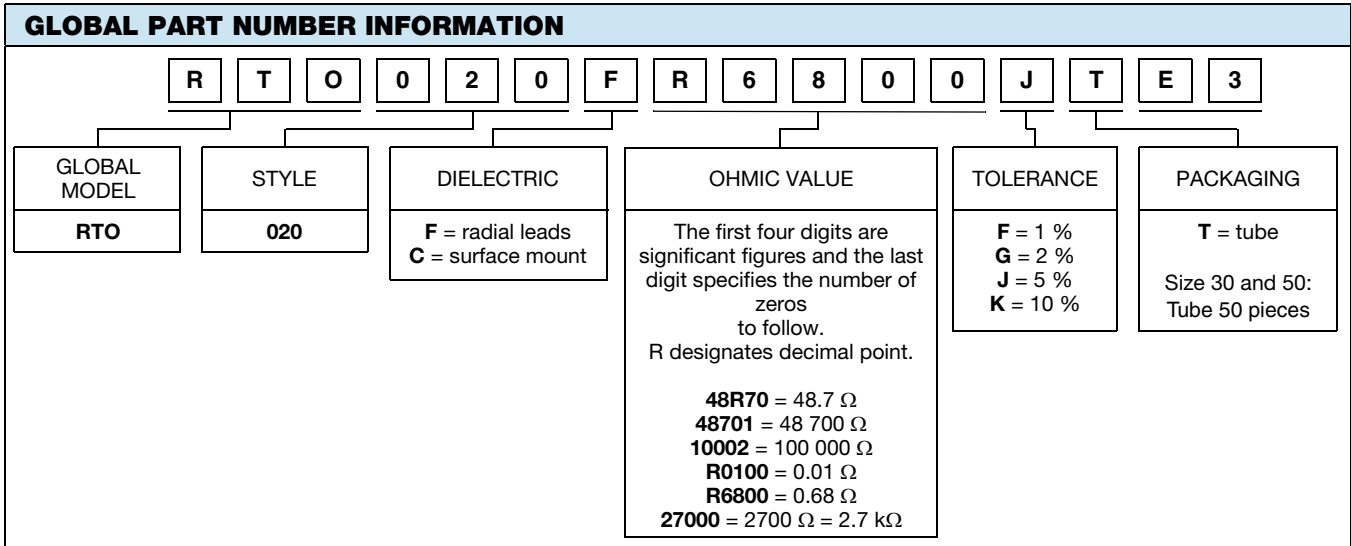 GLOBAL PART NUMBER INFORMATION
R T O 0 2 0 F R 6 8 0 0 J T E 3
GLOBAL
MODEL
RTO
STYLE
020
DIELECTRIC
F = radial leads
C = surface mount
OHMIC VALUE
The first four digits are
significant figures and the last
digit specifies the number of
zeros
to follow.
R designates decimal point.
48R70 = 48.7 Ω
48701 = 48 700 Ω
10002 = 100 000 Ω
R0100 = 0.01 Ω
R6800 = 0.68 Ω
27000 = 2700 Ω = 2.7 kΩ
TOLERANCE
F = 1 %
G = 2 %
J = 5 %
K = 10 %
PACKAGING
T = tube
Size 30 and 50:
Tube 50 pieces